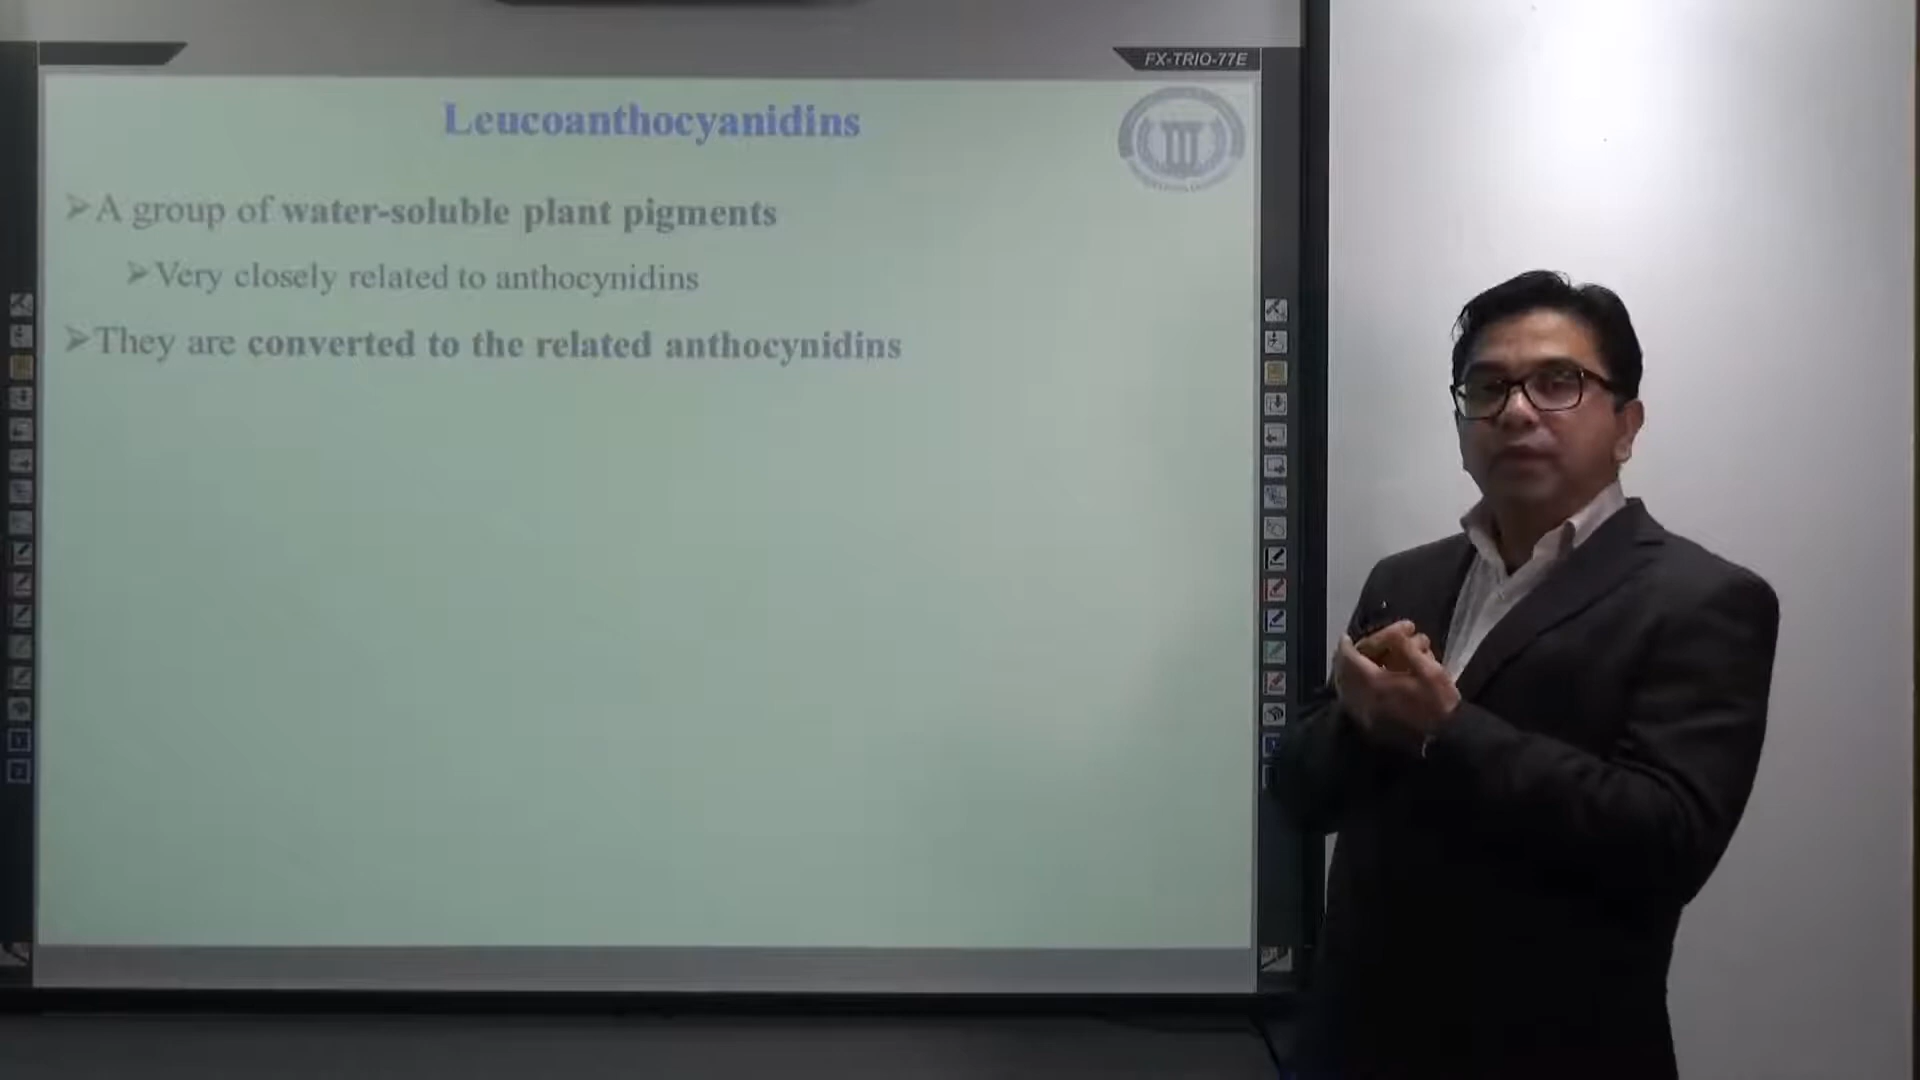 FX-TRIO-77E
Leucoanthocyanidins
➢A group of water-soluble plant pigments
➢Very closely related to anthocynidins
➢They are converted to the related anthocynidins